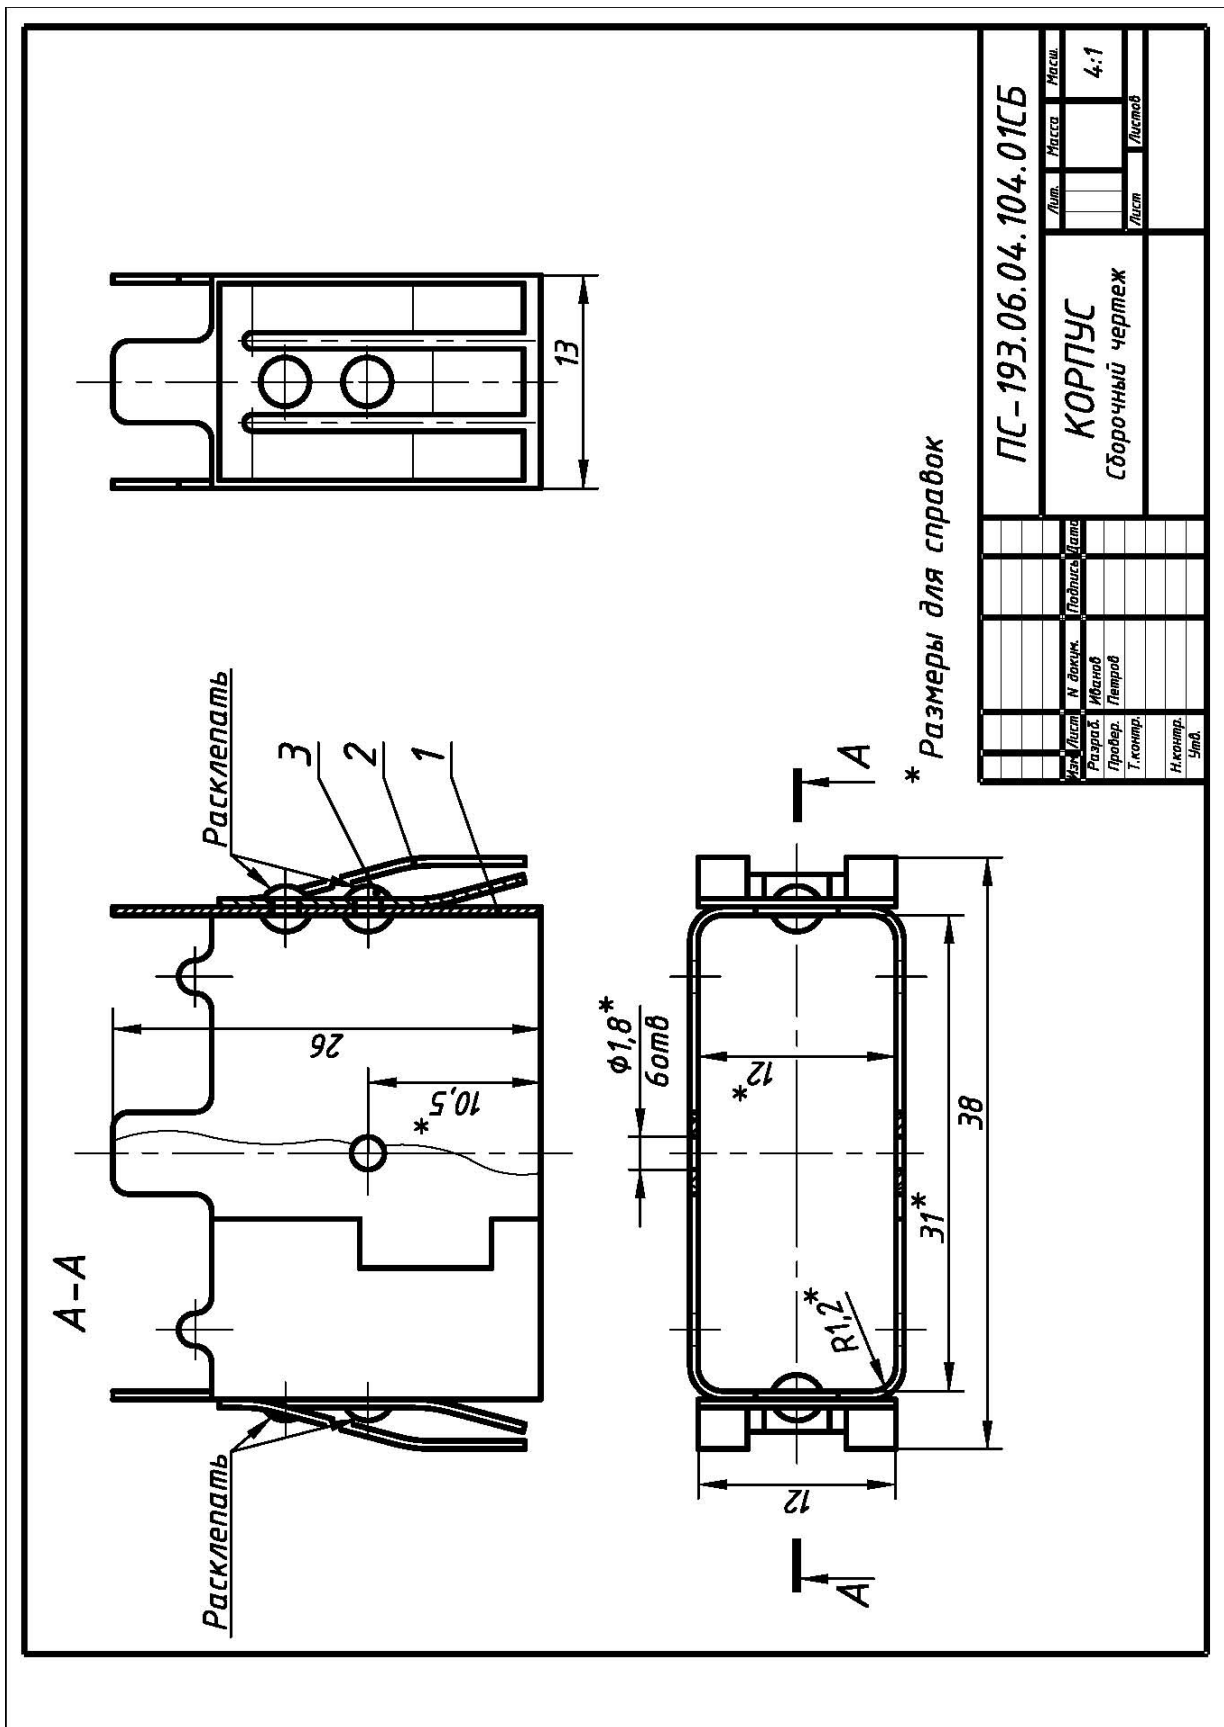 А-А
Расклепать
Расклепать
26
10,5
*
3
2
1
13
ф1,8*
6отв
12
*
12
R1,2*
31*
38
А
А
* Размеры для справок
ПС-193.06.04.104.01СБ
КОРПУС
Сборочный чертеж
Лит.
Масса
Масш.
4:1
Лист
Листов
Изм
Лист
N докум.
Подпись
Дата
Разраб.
Иванов
Провер.
Петров
Т.контр.
Н.контр.
Утв.